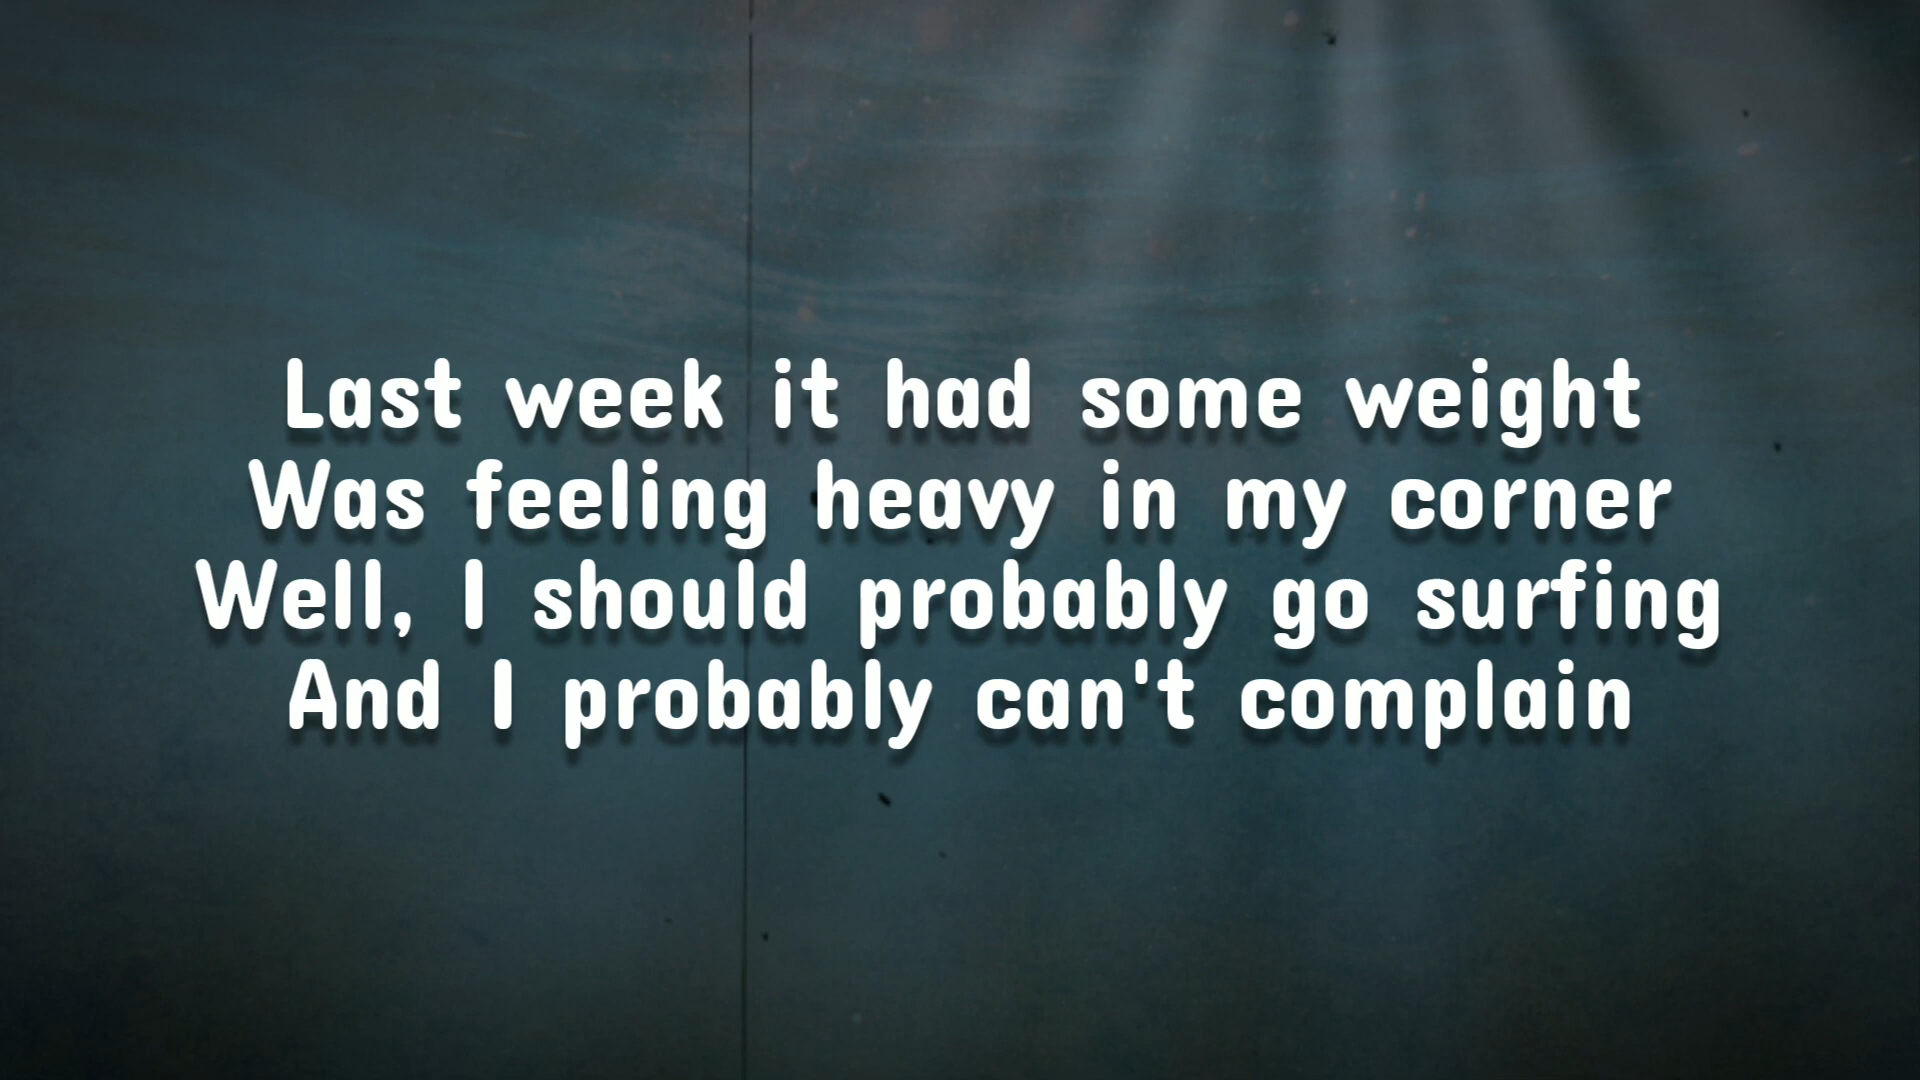 Last week it had some weight
Was feeling heavy in my corner
Well, I should probably go surfing
And I probably can't complain